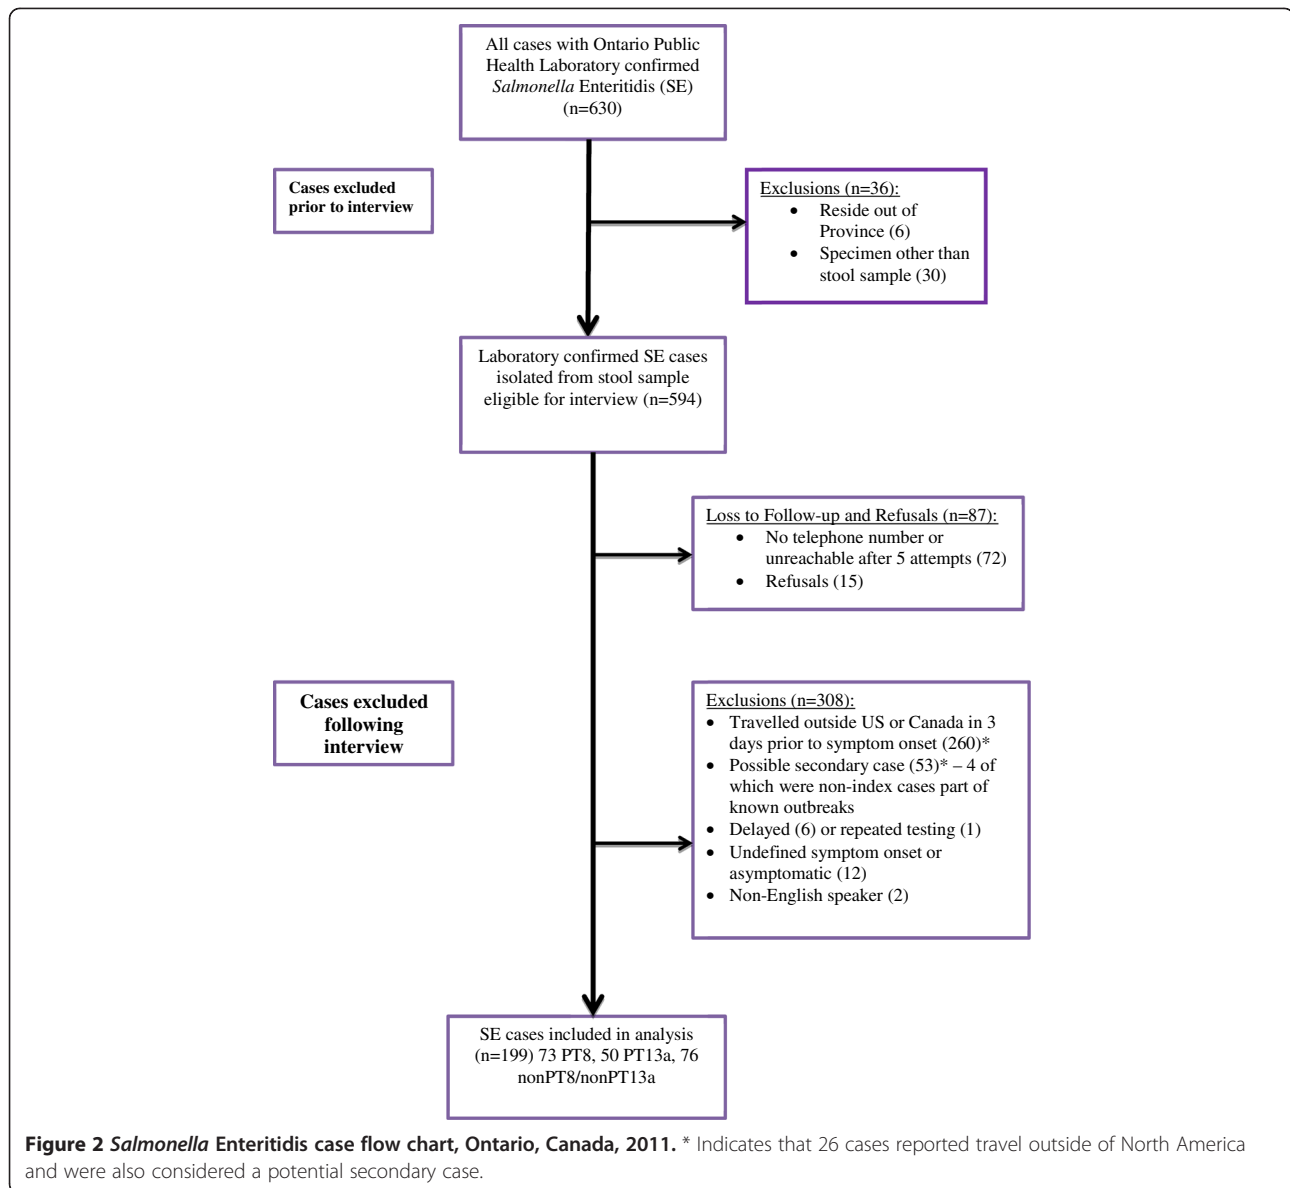 All cases with Ontario Public
Health Laboratory confirmed
Salmonella Enteritidis (SE)
(n=630)
Cases excluded
prior to interview
Exclusions (n=36):
• Reside out of
Province (6)
• Specimen other than
stool sample (30)
Laboratory confirmed SE cases
isolated from stool sample
eligible for interview (n=594)
Loss to Follow-up and Refusals (n=87):
• No telephone number or
unreachable after 5 attempts (72)
• Refusals (15)
Cases excluded
following
interview
Exclusions (n=308):
• Travelled outside US or Canada in 3
days prior to symptom onset (260)*
• Possible secondary case (53)* – 4 of
which were non-index cases part of
known outbreaks
• Delayed (6) or repeated testing (1)
• Undefined symptom onset or
asymptomatic (12)
• Non-English speaker (2)
SE cases included in analysis
(n=199) 73 PT8, 50 PT13a, 76
nonPT8/nonPT13a
Figure 2 Salmonella Enteritidis case flow chart, Ontario, Canada, 2011. * Indicates that 26 cases reported travel outside of North America
and were also considered a potential secondary case.